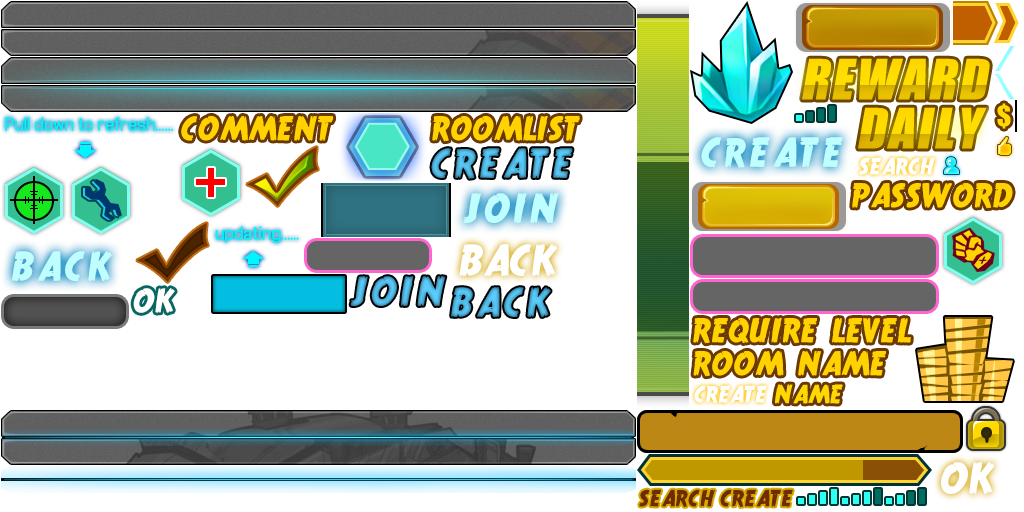 Pull down to refresh.....
COMMENT
ROOMLIST
CREATE
REWARD
DAILY
$
CREATE
SEARCH
JOIN
PASSWORD
updating.....
BACK
BACK
OK
JOIN
BACK
REQUIRE LEVEL
ROOM NAME
CREATE NAME
OK
SEARCH CREATE